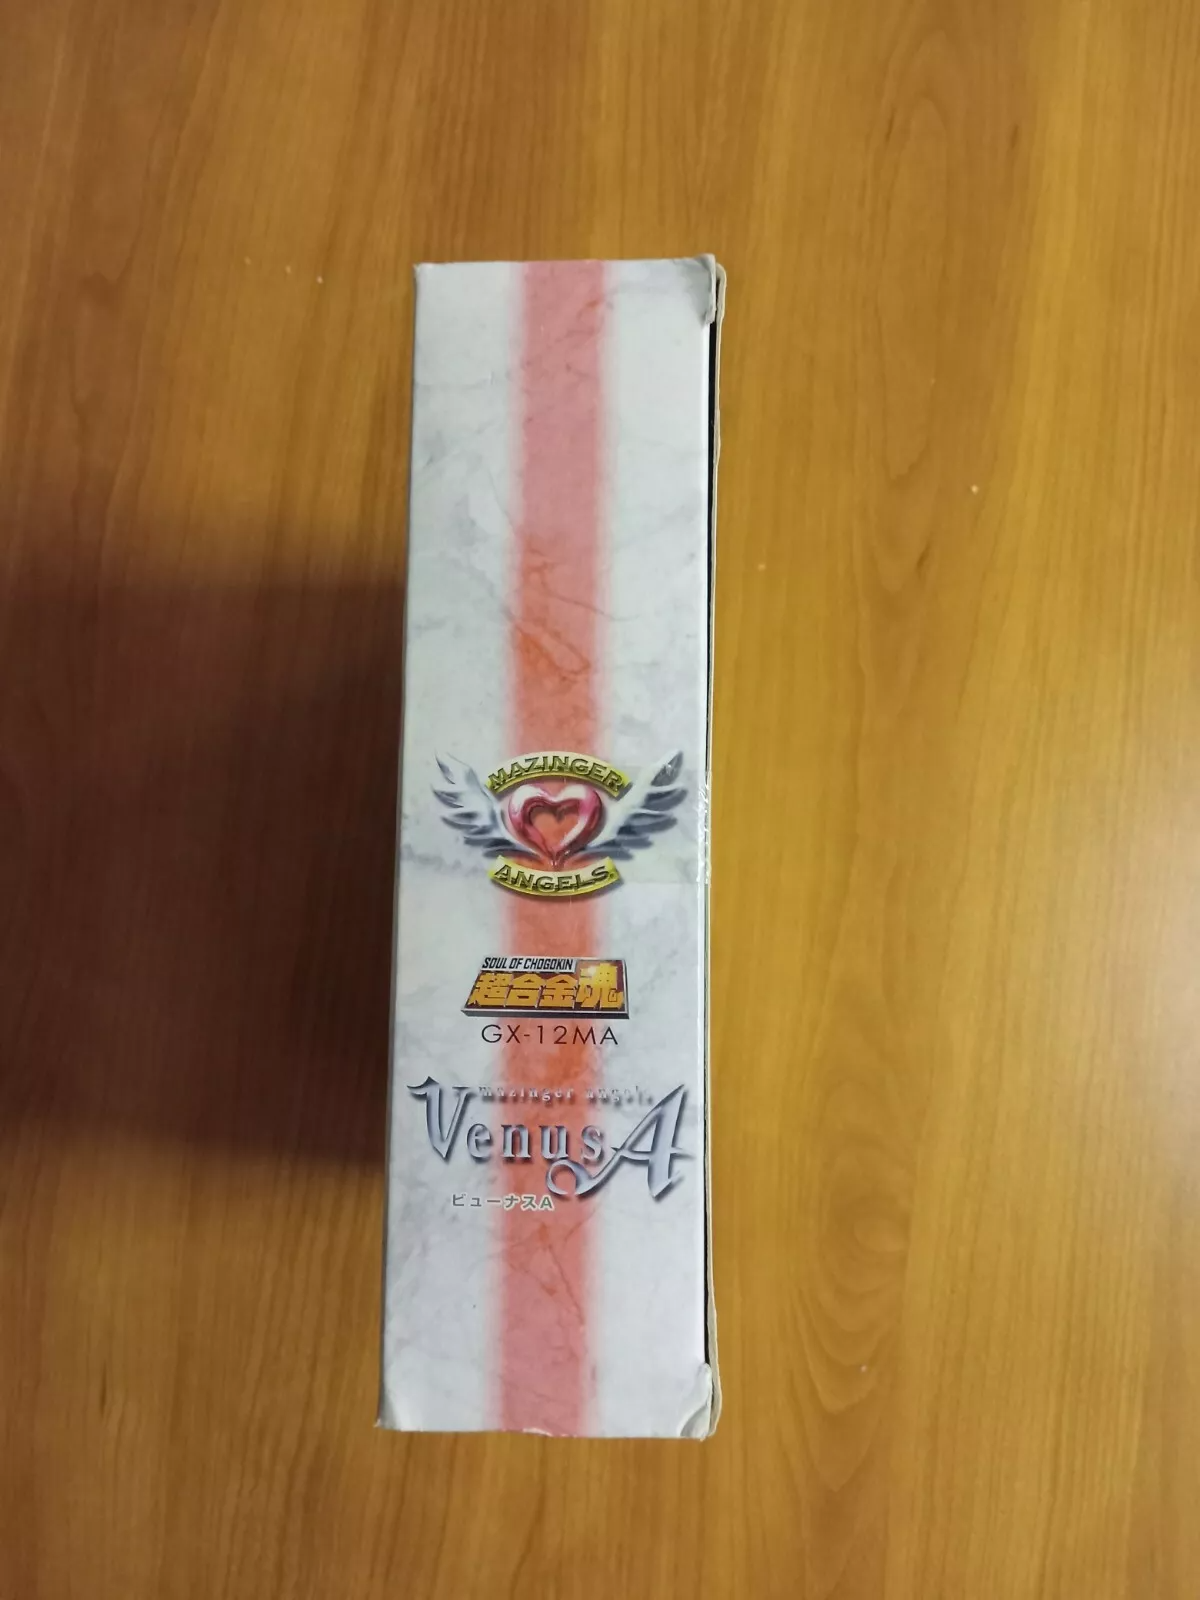 MAZINGER
ANGELS
SOUL OF CHOGOKIN
超合金魂
GX-12MA
mazinger angels
Venus A
ビューナスA